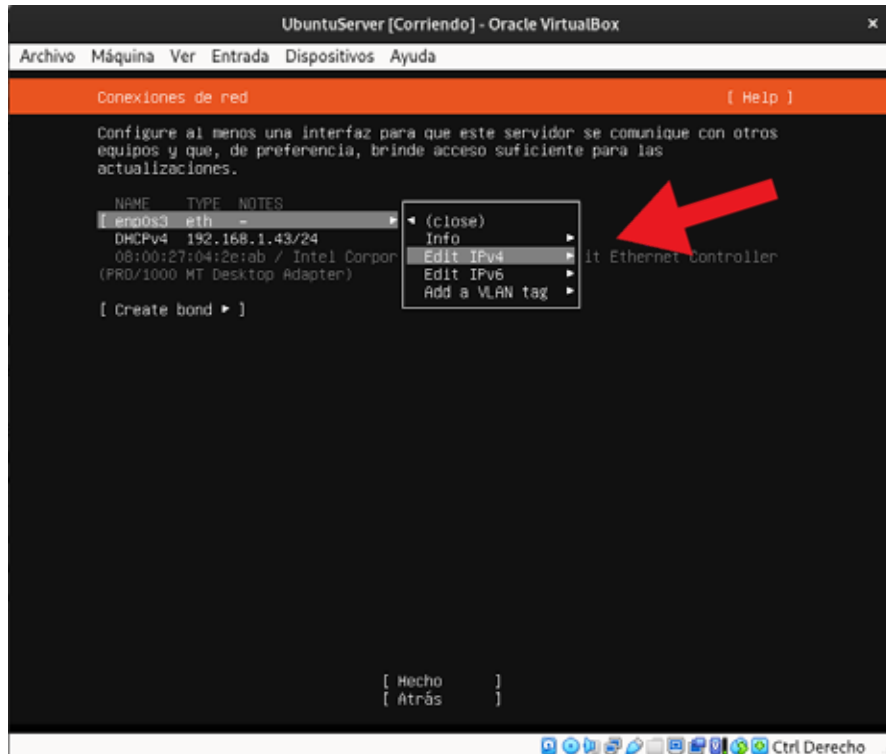 UbuntuServer [Corriendo] - Oracle VirtualBox ×
Archivo Máquina Ver Entrada Dispositivos Ayuda
Conexiones de red [ Help ]
Configure al menos una interfaz para que este servidor se comunique con otros
equipos y que, de preferencia, brinde acceso suficiente para las
actualizaciones.
NAME TYPE NOTES
[ enp0s3 eth - ▸
DHCPv4 192.168.1.43/24
08:00:27:04:2e:ab / Intel Corpor it Ethernet Controller
(PRO/1000 MT Desktop Adapter)
◂ (close)
Info ▸
Edit IPv4 ▸
Edit IPv6 ▸
Add a VLAN tag ▸
[ Create bond ▸ ]
[ Hecho ]
[ Atrás ]
Ctrl Derecho